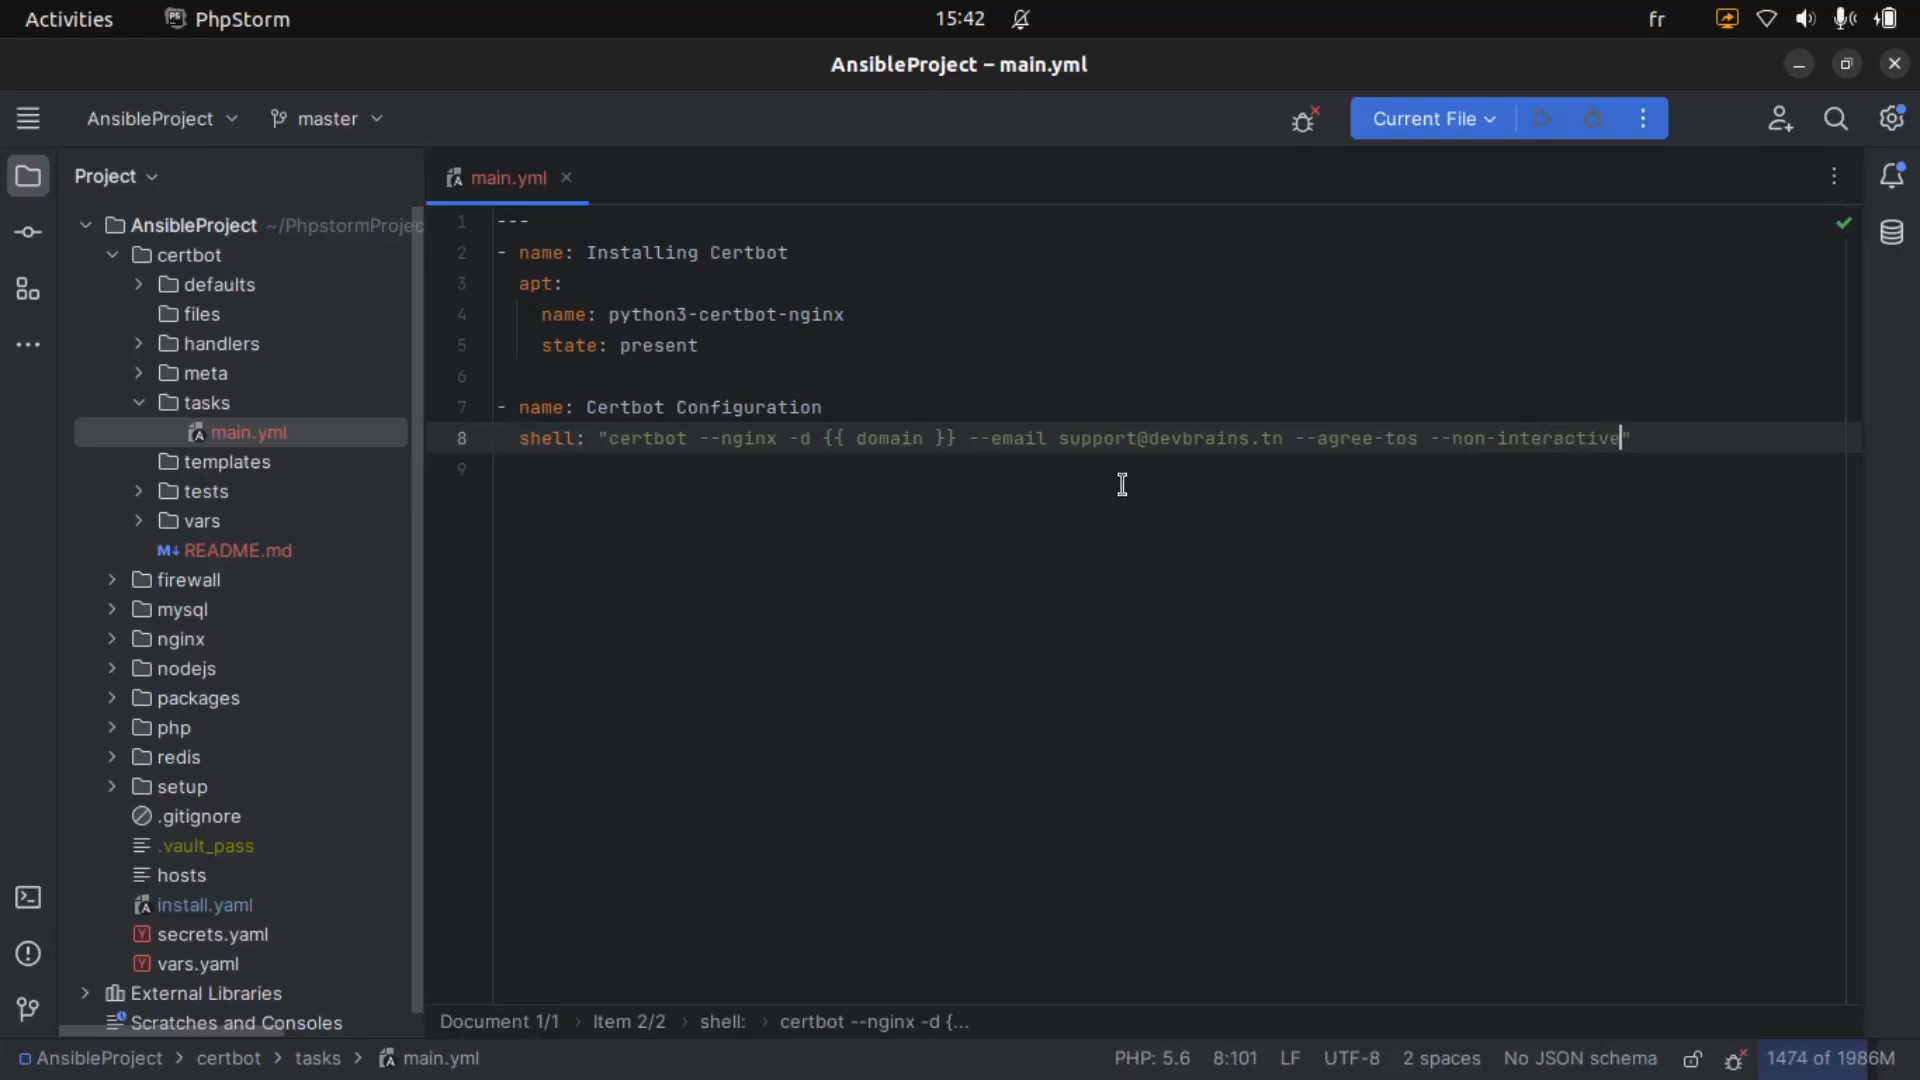 Activities PhpStorm 15:42 fr
AnsibleProject – main.yml
AnsibleProject master Current File
Project main.yml
AnsibleProject ~/PhpstormProjec
certbot
defaults
files
handlers
meta
tasks
main.yml
templates
tests
vars
README.md
firewall
mysql
nginx
nodejs
packages
php
redis
setup
.gitignore
.vault_pass
hosts
install.yaml
secrets.yaml
vars.yaml
External Libraries
Scratches and Consoles
1 ---
2 - name: Installing Certbot
3 apt:
4 name: python3-certbot-nginx
5 state: present
6
7 - name: Certbot Configuration
8 shell: "certbot --nginx -d {{ domain }} --email support@devbrains.tn --agree-tos --non-interactive"
9
Document 1/1 › Item 2/2 › shell: › certbot --nginx -d {...
AnsibleProject › certbot › tasks › main.yml PHP: 5.6 8:101 LF UTF-8 2 spaces No JSON schema 1474 of 1986M